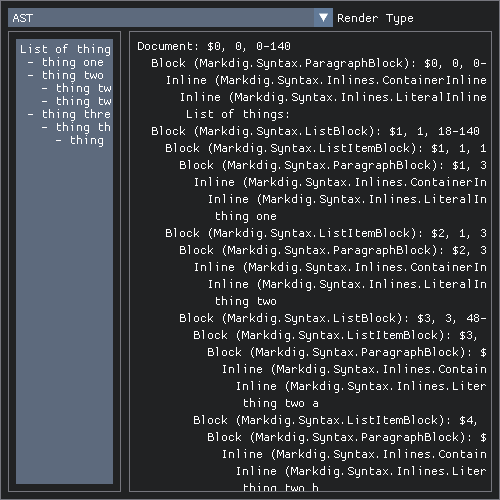 AST Render Type
List of thing
- thing one
- thing two
- thing tw
- thing tw
- thing thre
- thing th
- thing
Document: $0, 0, 0-140
Block (Markdig.Syntax.ParagraphBlock): $0, 0, 0-
Inline (Markdig.Syntax.Inlines.ContainerInline
Inline (Markdig.Syntax.Inlines.LiteralInline
List of things:
Block (Markdig.Syntax.ListBlock): $1, 1, 18-140
Block (Markdig.Syntax.ListItemBlock): $1, 1, 1
Block (Markdig.Syntax.ParagraphBlock): $1, 3
Inline (Markdig.Syntax.Inlines.ContainerIn
Inline (Markdig.Syntax.Inlines.LiteralIn
thing one
Block (Markdig.Syntax.ListItemBlock): $2, 1, 3
Block (Markdig.Syntax.ParagraphBlock): $2, 3
Inline (Markdig.Syntax.Inlines.ContainerIn
Inline (Markdig.Syntax.Inlines.LiteralIn
thing two
Block (Markdig.Syntax.ListBlock): $3, 3, 48-
Block (Markdig.Syntax.ListItemBlock): $3,
Block (Markdig.Syntax.ParagraphBlock): $
Inline (Markdig.Syntax.Inlines.Contain
Inline (Markdig.Syntax.Inlines.Liter
thing two a
Block (Markdig.Syntax.ListItemBlock): $4,
Block (Markdig.Syntax.ParagraphBlock): $
Inline (Markdig.Syntax.Inlines.Contain
Inline (Markdig.Syntax.Inlines.Liter
thing two b